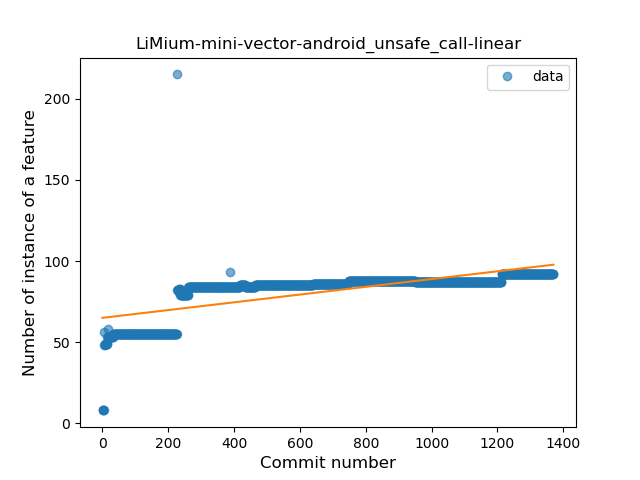 LiMium-mini-vector-android_unsafe_call-linear
data
Number of instance of a feature
200
150
100
50
0
0 200 400 600 800 1000 1200 1400
Commit number